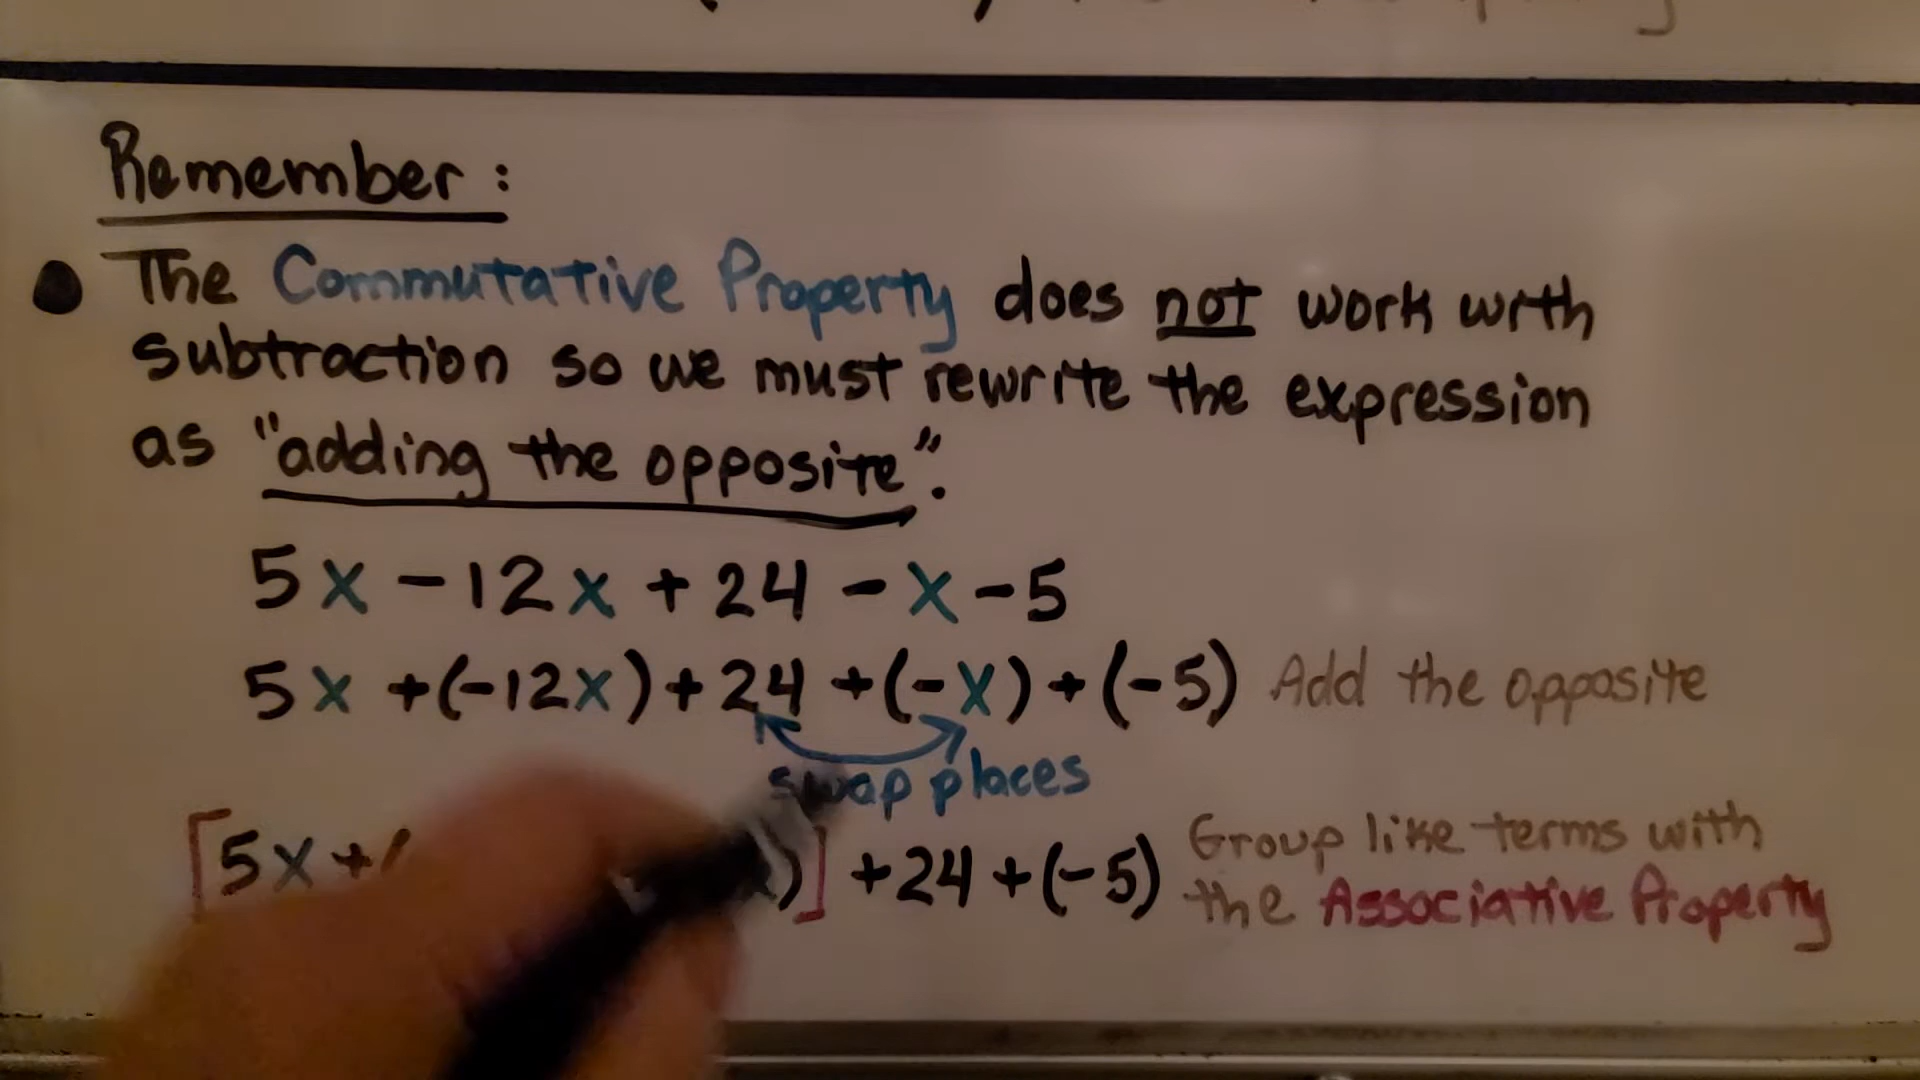 Remember:
● The Commutative Property does not work with
subtraction so we must rewrite the expression
as "adding the opposite".
5x - 12x + 24 - x - 5
5x + (-12x) + 24 + (-x) + (-5) Add the opposite
swap places
[5x + ( )] + 24 + (-5) Group like terms with
the Associative Property